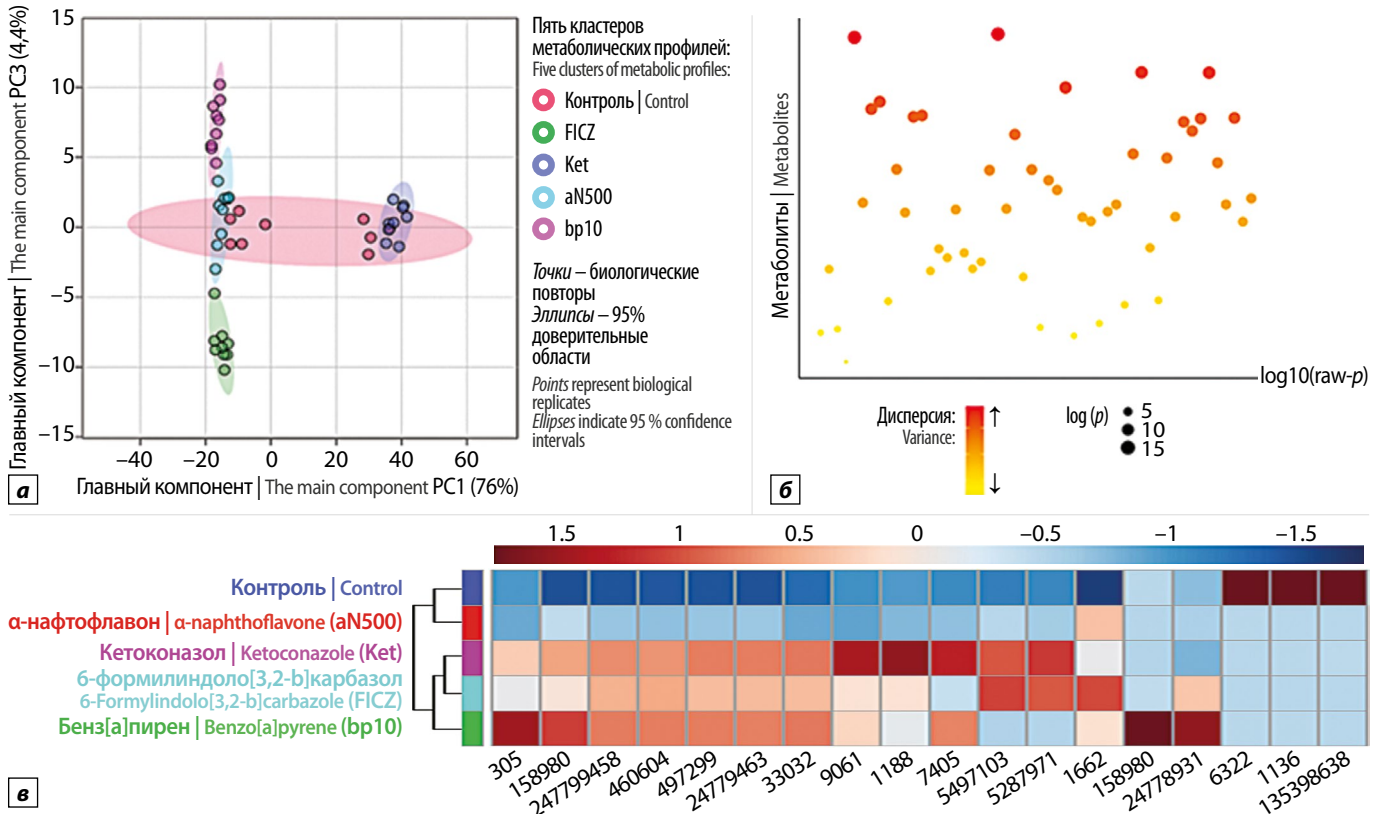 Главный компонент | The main component PC3 (4,4%)
15
10
5
0
−5
−10
−15
−40
−20
0
20
40
60
Главный компонент | The main component PC1 (76%)
а
Пять кластеров
метаболических профилей:
Five clusters of metabolic profiles:
Контроль | Control
FICZ
Ket
aN500
bp10
Точки – биологические
повторы
Эллипсы – 95%
доверительные
области
Points represent biological
replicates
Ellipses indicate 95 % confidence
intervals
Метаболиты | Metabolites
log10(raw-p)
Дисперсия:
Variance:
↑
↓
log (p)
5
10
15
б
1.5 1 0.5 0 −0.5 −1 −1.5
Контроль | Control
α-нафтофлавон | α-naphthoflavone (aN500)
Кетоконазол | Ketoconazole (Ket)
6-формилиндоло[3,2-b]карбазол
6-Formylindolo[3,2-b]carbazole (FICZ)
Бенз[а]пирен | Benzo[a]pyrene (bp10)
305
158980
247799458
460604
497299
24779463
33032
9061
1188
7405
5497103
5287971
1662
158980
24778931
6322
1136
135398638
в